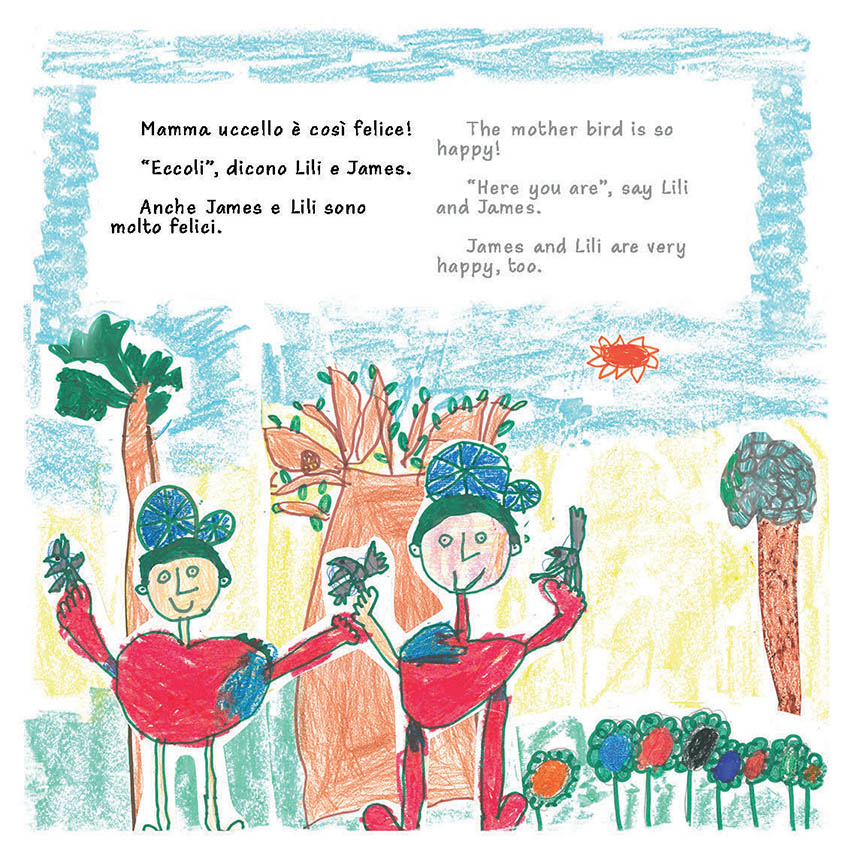 Mamma uccello è così felice!
“Eccoli”, dicono Lili e James.
Anche James e Lili sono
molto felici.
The mother bird is so
happy!
“Here you are”, say Lili
and James.
James and Lili are very
happy, too.